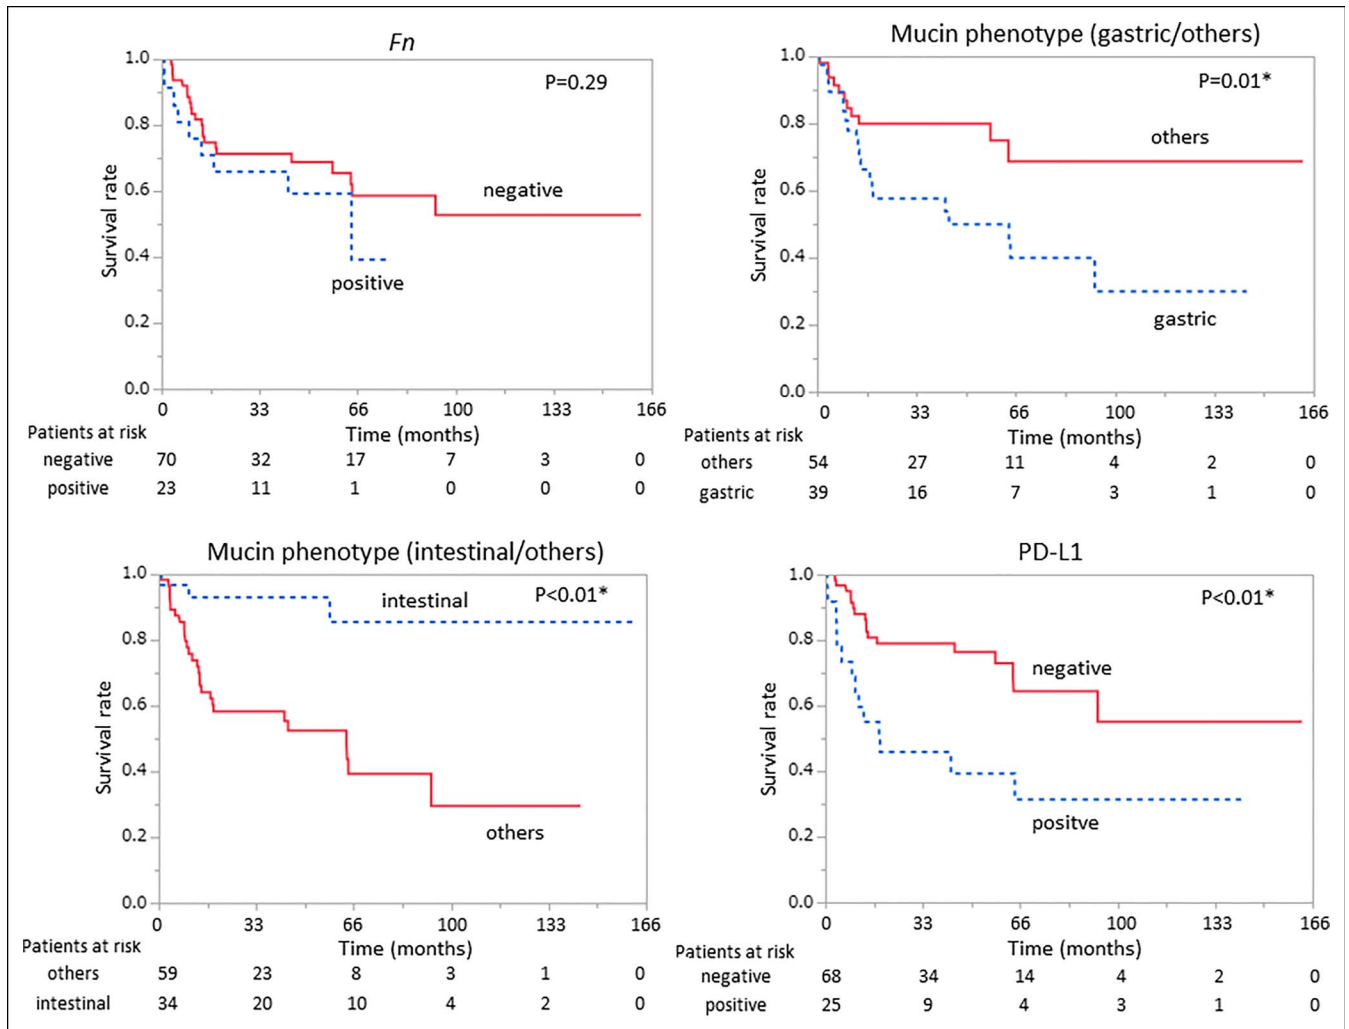 Fn
P=0.29
1.0
0.8
0.6
0.4
0.2
0.0
Survival rate
negative
positive
0 33 66 100 133 166
Time (months)
Patients at risk
negative 70 32 17 7 3 0
positive 23 11 1 0 0 0
Mucin phenotype (gastric/others)
P=0.01*
1.0
0.8
0.6
0.4
0.2
0.0
Survival rate
others
gastric
0 33 66 100 133 166
Time (months)
Patients at risk
others 54 27 11 4 2 0
gastric 39 16 7 3 1 0
Mucin phenotype (intestinal/others)
P<0.01*
1.0
0.8
0.6
0.4
0.2
0.0
Survival rate
intestinal
others
0 33 66 100 133 166
Time (months)
Patients at risk
others 59 23 8 3 1 0
intestinal 34 20 10 4 2 0
PD-L1
P<0.01*
1.0
0.8
0.6
0.4
0.2
0.0
Survival rate
negative
positve
0 33 66 100 133 166
Time (months)
Patients at risk
negative 68 34 14 4 2 0
positive 25 9 4 3 1 0